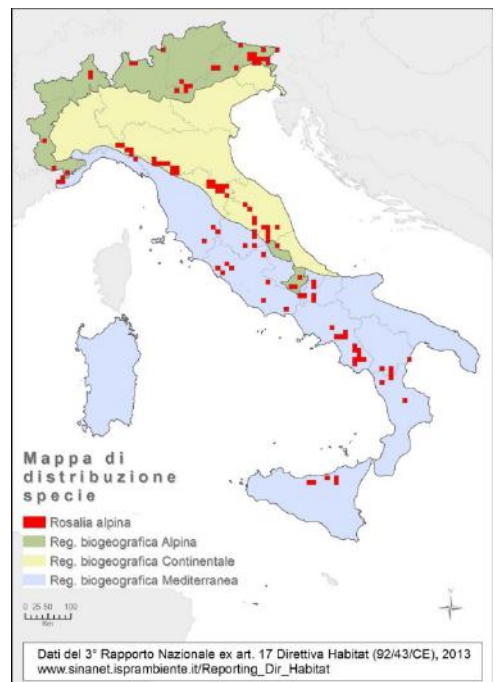 Mappa di
distribuzione
specie
Rosalia alpina
Reg. biogeografica Alpina
Reg. biogeografica Continentale
Reg. biogeografica Mediterranea
0 25 50 100
Km
Dati del 3° Rapporto Nazionale ex art. 17 Direttiva Habitat (92/43/CE), 2013
www.sinanet.isprambiente.it/Reporting_Dir_Habitat